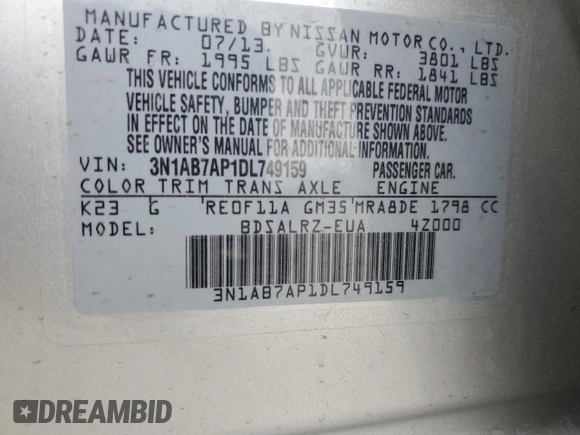 MANUFACTURED BY NISSAN MOTOR CO., LTD.
DATE: 07/13. GVWR: 3801 LBS
GAWR FR: 1995 LBS GAWR RR: 1841 LBS
THIS VEHICLE CONFORMS TO ALL APPLICABLE FEDERAL MOTOR
VEHICLE SAFETY, BUMPER AND THEFT PREVENTION STANDARDS
IN EFFECT ON THE DATE OF MANUFACTURE SHOWN ABOVE.
SEE OWNER'S MANUAL FOR ADDITIONAL INFORMATION.
VIN: 3N1AB7AP1DL749159 PASSENGER CAR.
COLOR TRIM TRANS AXLE ENGINE
K23 G RE0F11A GM35 MRA8DE 1798 CC
MODEL: BDSALRZ-EUA 4Z000
3N1AB7AP1DL749159
DREAMBID